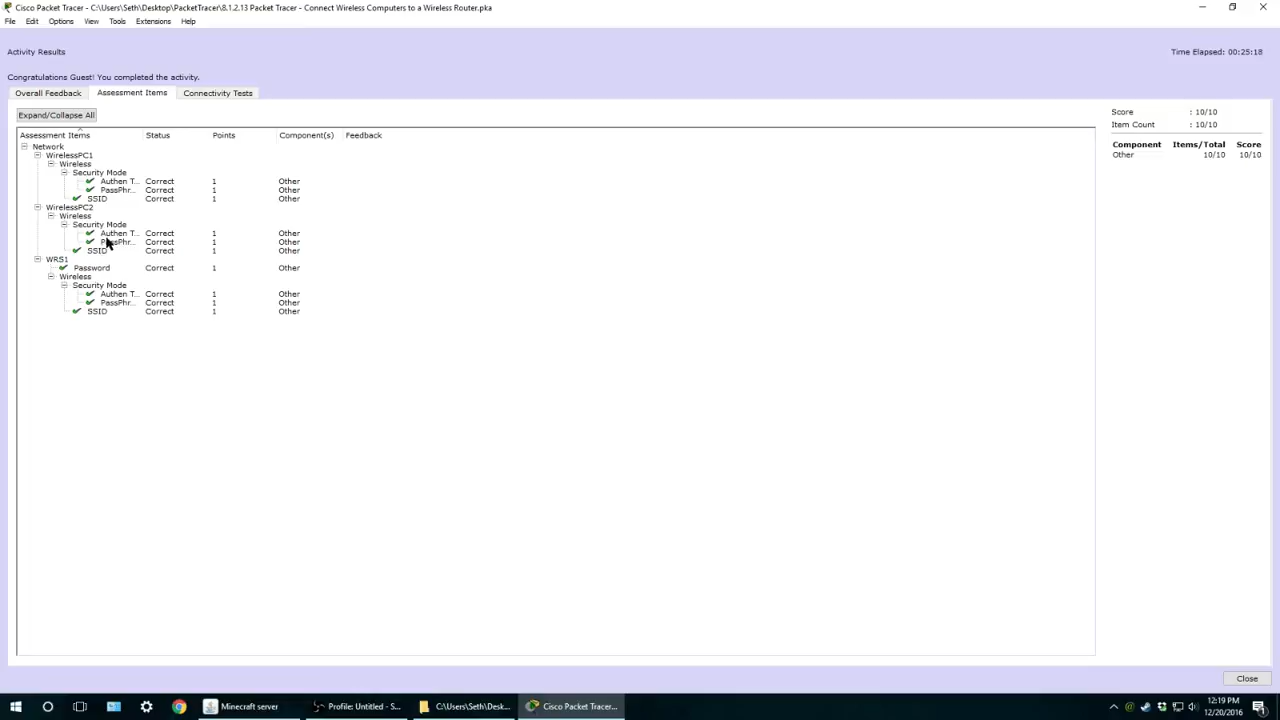 Cisco Packet Tracer - C:\Users\Seth\Desktop\PacketTracer\8.1.2.13 Packet Tracer - Connect Wireless Computers to a Wireless Router.pka
File Edit Options View Tools Extensions Help
Activity Results Time Elapsed: 00:25:18
Congratulations Guest! You completed the activity.
Overall Feedback Assessment Items Connectivity Tests
Expand/Collapse All
Assessment Items Status Points Component(s) Feedback
Network
WirelessPC1
Wireless
Security Mode
Authen T... Correct 1 Other
PassPhr... Correct 1 Other
SSID Correct 1 Other
WirelessPC2
Wireless
Security Mode
Authen T... Correct 1 Other
PassPhr... Correct 1 Other
SSID Correct 1 Other
WRS1
Password Correct 1 Other
Wireless
Security Mode
Authen T... Correct 1 Other
PassPhr... Correct 1 Other
SSID Correct 1 Other
Score : 10/10
Item Count : 10/10
Component Items/Total Score
Other 10/10 10/10
Close
Minecraft server Profile: Untitled - S... C:\Users\Seth\Desk... Cisco Packet Tracer... 12:19 PM
12/20/2016